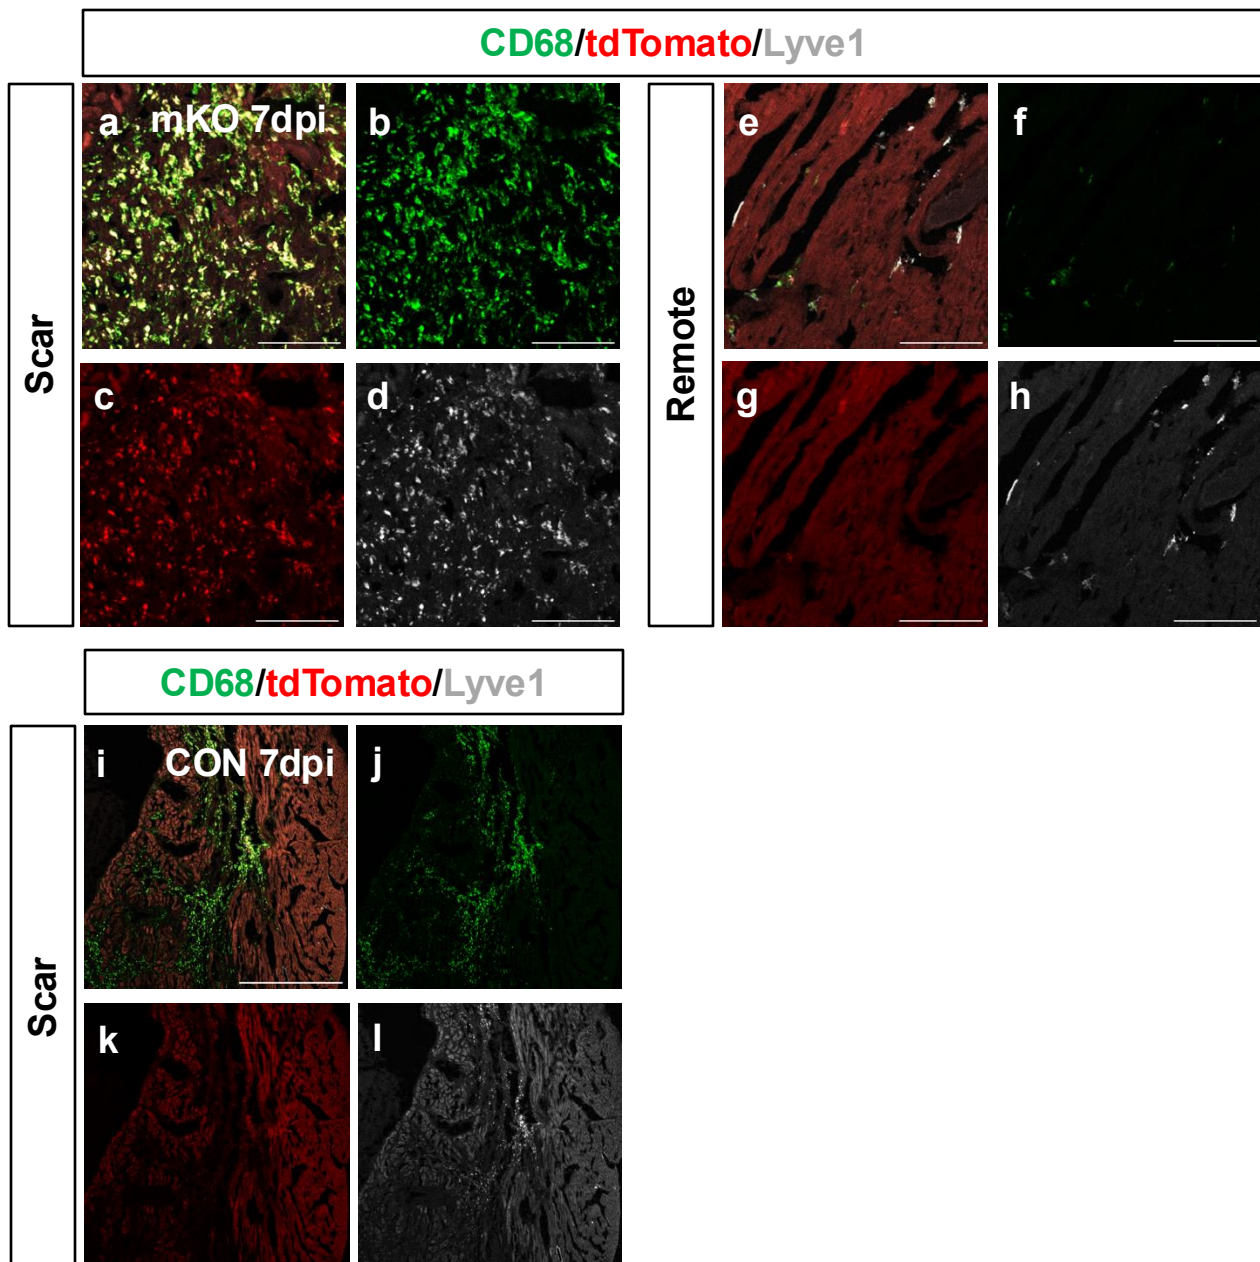 CD68/tdTomato/Lyve1
Scar
a mKO 7dpi
b
c
d
Remote
e
f
g
h
CD68/tdTomato/Lyve1
Scar
i CON 7dpi
j
k
l